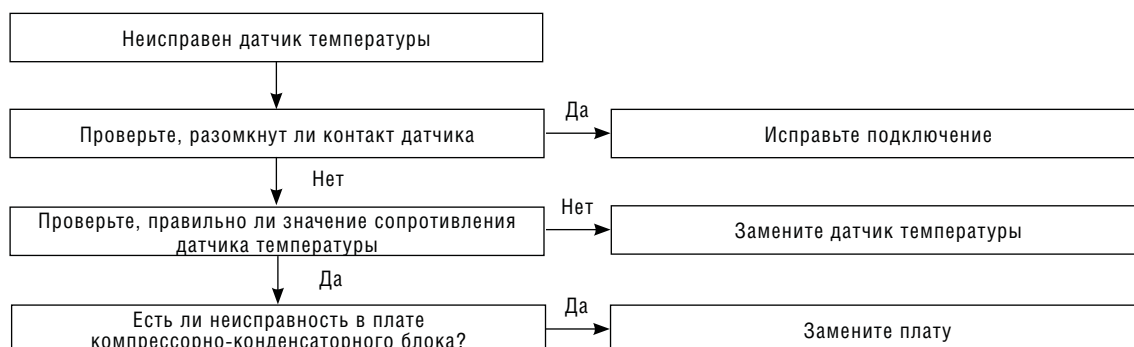 Неисправен датчик температуры
Да
Проверьте, разомкнут ли контакт датчика
Исправьте подключение
Нет
Проверьте, правильно ли значение сопротивления
датчика температуры
Нет
Замените датчик температуры
Да
Есть ли неисправность в плате
компрессорно-конденсаторного блока?
Да
Замените плату